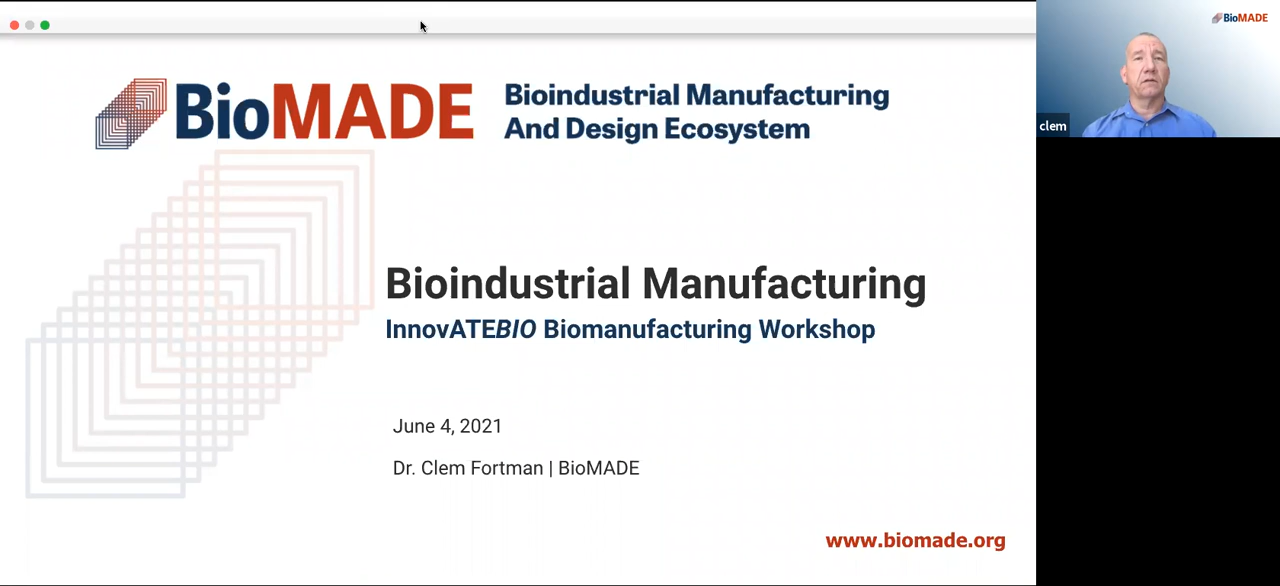 BioMADE
Bioindustrial Manufacturing
And Design Ecosystem
Bioindustrial Manufacturing
InnovATEBIO Biomanufacturing Workshop
June 4, 2021
Dr. Clem Fortman | BioMADE
www.biomade.org
BioMADE
clem